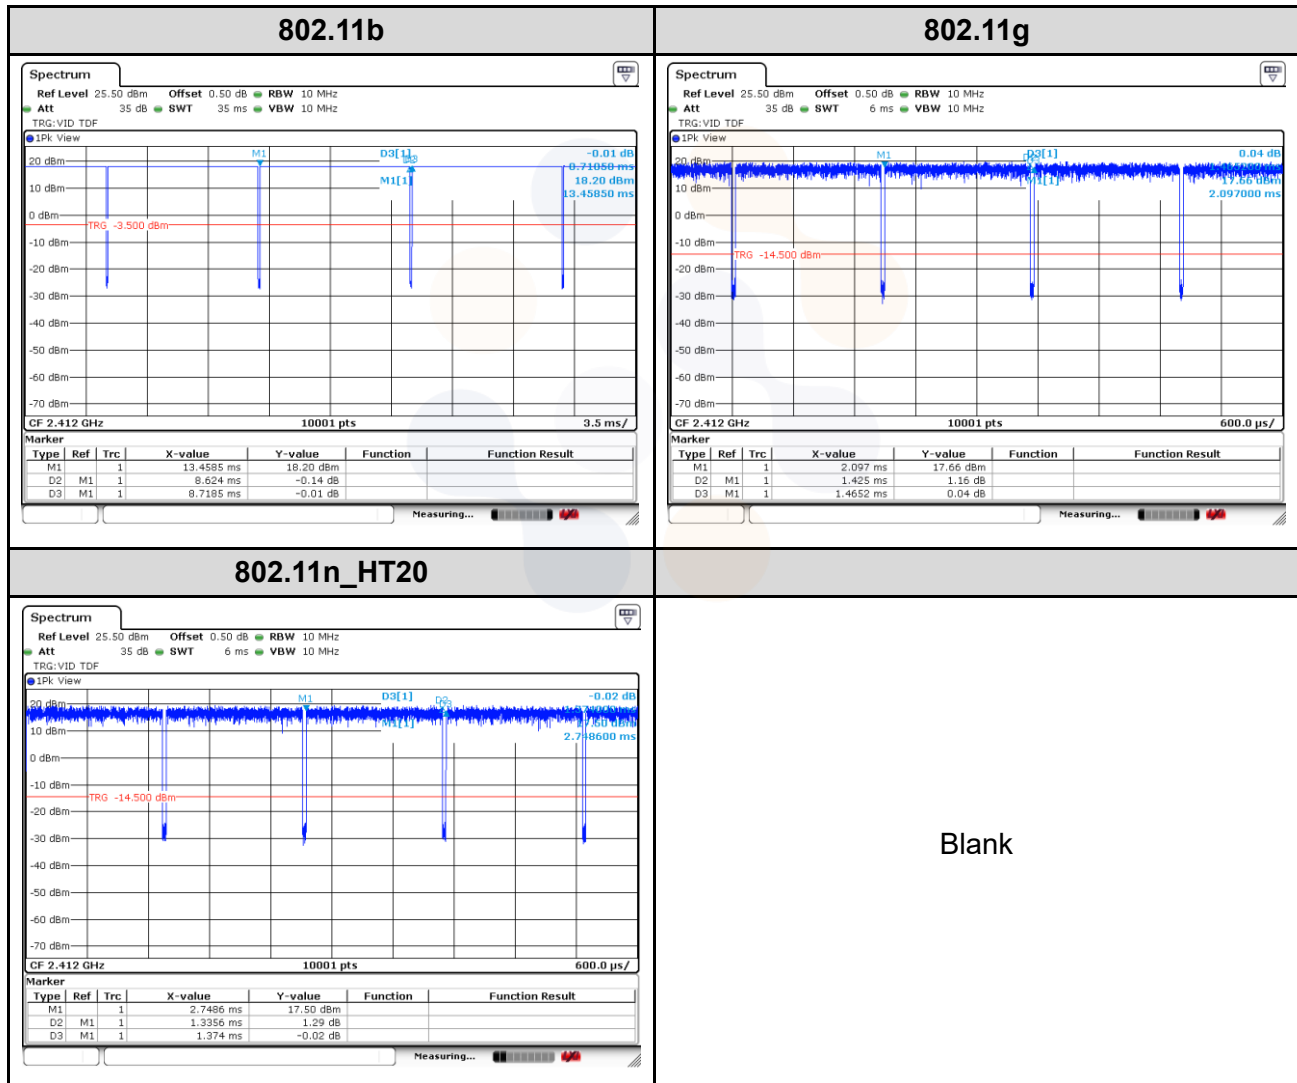 802.11b
802.11g
Spectrum
Ref Level 25.50 dBm Offset 0.50 dB RBW 10 MHz
Att 35 dB SWT 35 ms VBW 10 MHz
TRG:VID TDF
1Pk View
M1
D3[1]
-0.01 dB
0.71050 ms
M1[1]
18.20 dBm
13.45850 ms
20 dBm
10 dBm
0 dBm
TRG -3.500 dBm
-10 dBm
-20 dBm
-30 dBm
-40 dBm
-50 dBm
-60 dBm
-70 dBm
CF 2.412 GHz 10001 pts 3.5 ms/
Marker
Type Ref Trc X-value Y-value Function Function Result
M1 1 13.4585 ms 18.20 dBm
D2 M1 1 8.624 ms -0.14 dB
D3 M1 1 8.7185 ms -0.01 dB
Measuring...
Spectrum
Ref Level 25.50 dBm Offset 0.50 dB RBW 10 MHz
Att 35 dB SWT 6 ms VBW 10 MHz
TRG:VID TDF
1Pk View
M1
D3[1]
0.04 dB
M1[1]
17.66 dBm
2.097000 ms
20 dBm
10 dBm
0 dBm
-10 dBm
TRG -14.500 dBm
-20 dBm
-30 dBm
-40 dBm
-50 dBm
-60 dBm
-70 dBm
CF 2.412 GHz 10001 pts 600.0 µs/
Marker
Type Ref Trc X-value Y-value Function Function Result
M1 1 2.097 ms 17.66 dBm
D2 M1 1 1.425 ms 1.16 dB
D3 M1 1 1.4652 ms 0.04 dB
Measuring...
802.11n_HT20
Spectrum
Ref Level 25.50 dBm Offset 0.50 dB RBW 10 MHz
Att 35 dB SWT 6 ms VBW 10 MHz
TRG:VID TDF
1Pk View
M1
D3[1]
D2
-0.02 dB
M1[1]
2.748600 ms
20 dBm
10 dBm
0 dBm
-10 dBm
TRG -14.500 dBm
-20 dBm
-30 dBm
-40 dBm
-50 dBm
-60 dBm
-70 dBm
CF 2.412 GHz 10001 pts 600.0 µs/
Marker
Type Ref Trc X-value Y-value Function Function Result
M1 1 2.7486 ms 17.50 dBm
D2 M1 1 1.3356 ms 1.29 dB
D3 M1 1 1.374 ms -0.02 dB
Measuring...
Blank